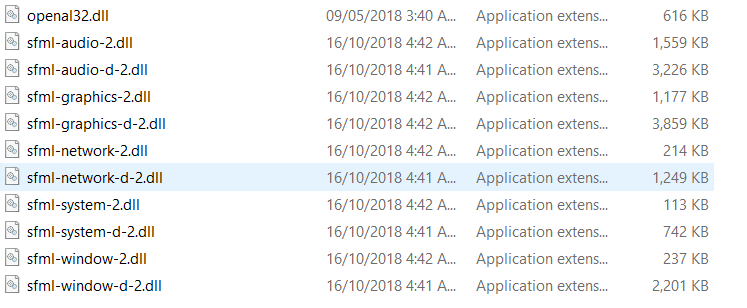 openal32.dll 09/05/2018 3:40 A... Application extens... 616 KB
sfml-audio-2.dll 16/10/2018 4:42 A... Application extens... 1,559 KB
sfml-audio-d-2.dll 16/10/2018 4:41 A... Application extens... 3,226 KB
sfml-graphics-2.dll 16/10/2018 4:42 A... Application extens... 1,177 KB
sfml-graphics-d-2.dll 16/10/2018 4:42 A... Application extens... 3,859 KB
sfml-network-2.dll 16/10/2018 4:42 A... Application extens... 214 KB
sfml-network-d-2.dll 16/10/2018 4:41 A... Application extens... 1,249 KB
sfml-system-2.dll 16/10/2018 4:42 A... Application extens... 113 KB
sfml-system-d-2.dll 16/10/2018 4:41 A... Application extens... 742 KB
sfml-window-2.dll 16/10/2018 4:42 A... Application extens... 237 KB
sfml-window-d-2.dll 16/10/2018 4:41 A... Application extens... 2,201 KB